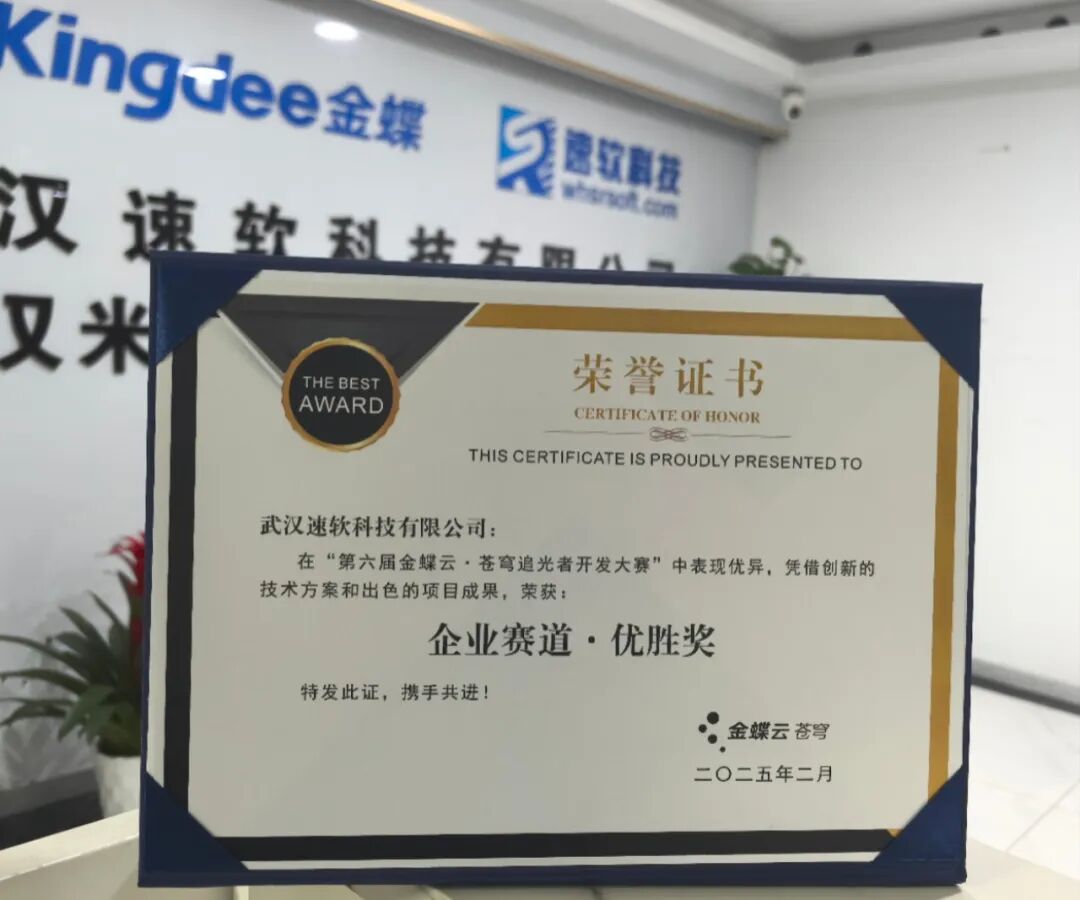 Kingdee金蝶
速软科技
whsrsoft.com
汉速软科技有限公司
汉米
THE BEST
AWARD
荣誉证书
CERTIFICATE OF HONOR
THIS CERTIFICATE IS PROUDLY PRESENTED TO
武汉速软科技有限公司：
在“第六届金蝶云·苍穹追光者开发大赛”中表现优异，凭借创新的
技术方案和出色的项目成果，荣获：
企业赛道·优胜奖
特发此证，携手共进！
金蝶云 苍穹
二〇二五年二月